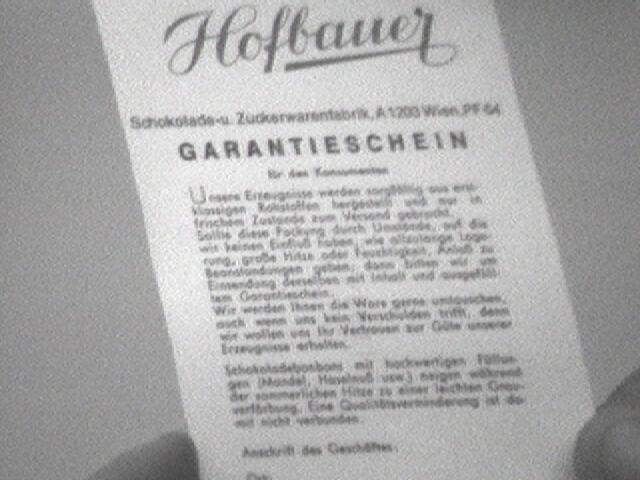 Hofbauer
Schokolade-u. Zuckerwarenfabrik, A 1203 Wien, PF 64
GARANTIESCHEIN
für den Konsumenten
Unsere Erzeugnisse werden sorgfältig aus erst-
klassigen Rohstoffen hergestellt und nur in
frischem Zustande zum Versand gebracht.
Sollte diese Packung durch Umstände, auf die
wir keinen Einfluß haben, wie allzulange Lage-
rung, große Hitze oder Feuchtigkeit, Anlaß zu
Beanstandungen geben, dann bitten wir um
Einsendung derselben mit Inhalt und ausgefüll-
tem Garantieschein.
Wir werden Ihnen die Ware gerne umtauschen,
auch wenn uns kein Verschulden trifft, denn
wir wollen uns Ihr Vertrauen zur Güte unserer
Erzeugnisse erhalten.
Schokoladebonbons mit hochwertigen Füllun-
gen (Mandel, Haselnuß usw.) neigen während
der sommerlichen Hitze zu einer leichten Grau-
verfärbung. Eine Qualitätsverminderung ist da-
mit nicht verbunden.
Anschrift des Geschäftes: